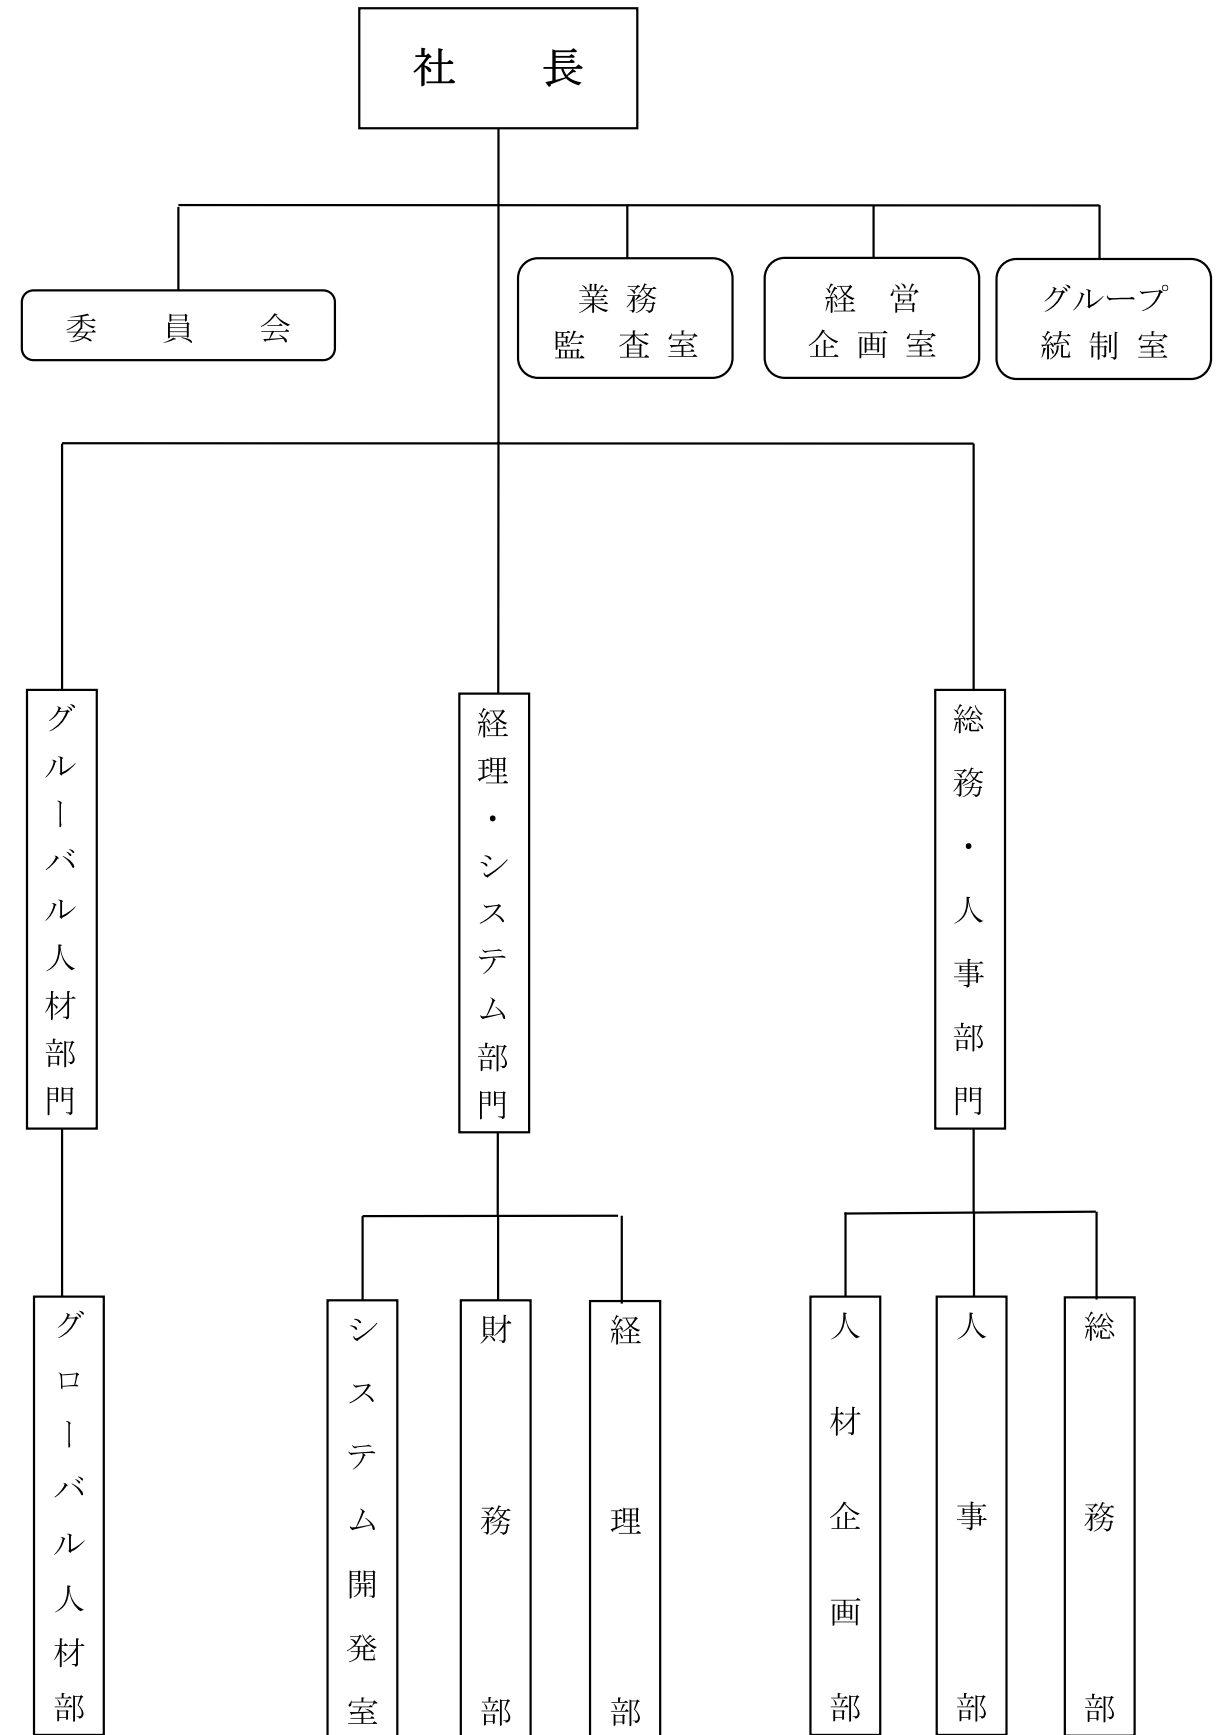 社長
委員会
業務
監査室
経営
企画室
グループ
統制室
グルーバル人材部門
経理・システム部門
総務・人事部門
グローバル人材部
システム開発室
財務部
経理部
人材企画部
人事部
総務部